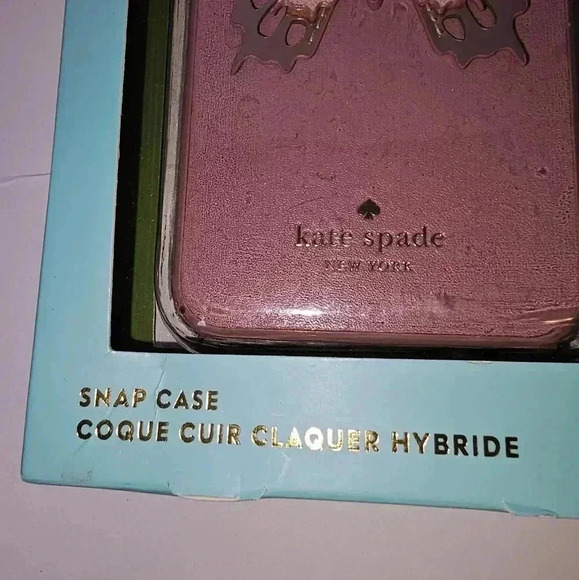 kate spade
NEW YORK
SNAP CASE
COQUE CUIR CLAQUER HYBRIDE